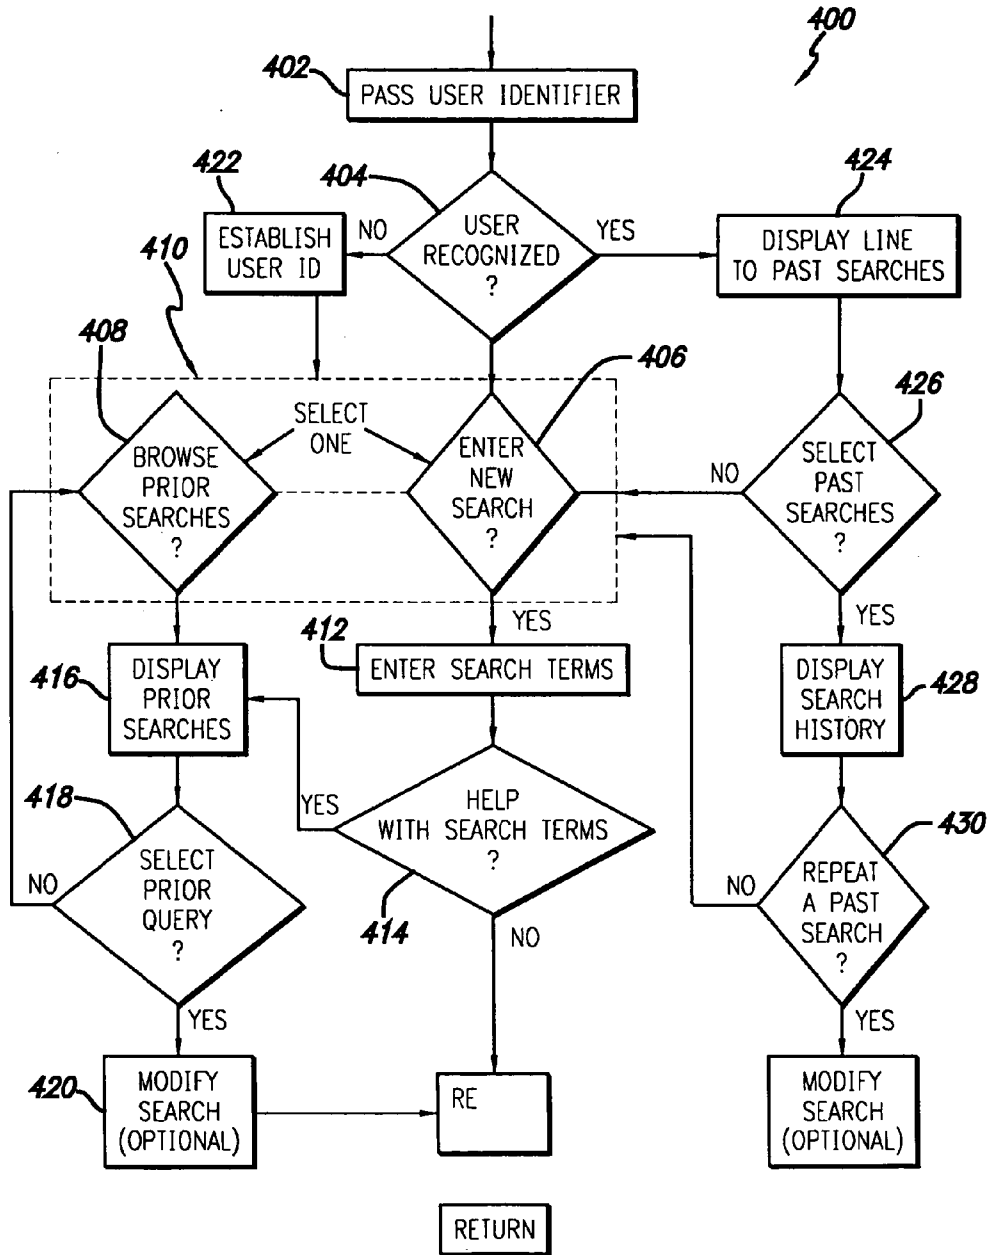 400
402
PASS USER IDENTIFIER
422
404
424
ESTABLISH
USER ID
NO
USER
RECOGNIZED
?
YES
DISPLAY LINE
TO PAST SEARCHES
410
408
406
426
SELECT
ONE
BROWSE
PRIOR
SEARCHES
?
ENTER
NEW
SEARCH
?
NO
SELECT
PAST
SEARCHES
?
YES
YES
412
ENTER SEARCH TERMS
416
DISPLAY
PRIOR
SEARCHES
DISPLAY
SEARCH
HISTORY
428
418
YES
HELP
WITH SEARCH TERMS
?
430
NO
SELECT
PRIOR
QUERY
?
414
NO
NO
REPEAT
A PAST
SEARCH
?
YES
YES
420
MODIFY
SEARCH
(OPTIONAL)
RE
MODIFY
SEARCH
(OPTIONAL)
RETURN